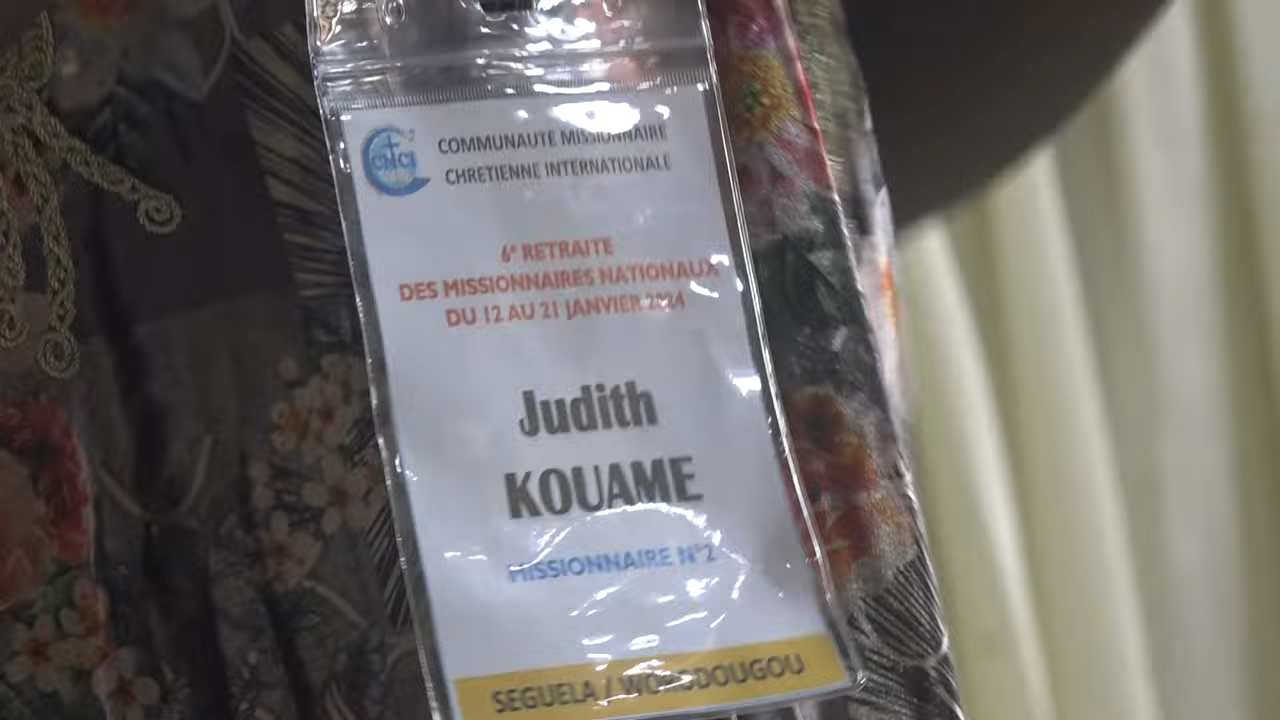 CMCI
COMMUNAUTE MISSIONNAIRE
CHRETIENNE INTERNATIONALE
6e RETRAITE
DES MISSIONNAIRES NATIONAUX
DU 12 AU 21 JANVIER 2024
Judith
KOUAME
MISSIONNAIRE N°2
SEGUELA / WORODOUGOU